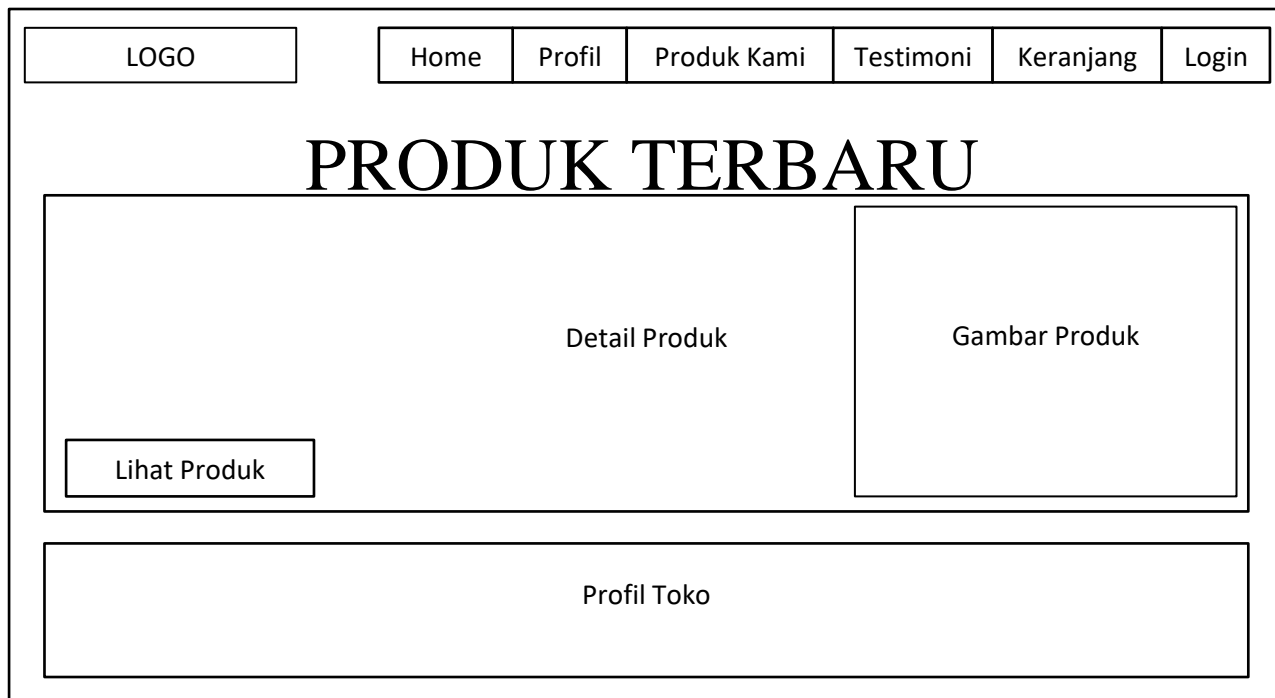 LOGO
Home Profil Produk Kami Testimoni Keranjang Login
PRODUK TERBARU
Detail Produk
Gambar Produk
Lihat Produk
Profil Toko